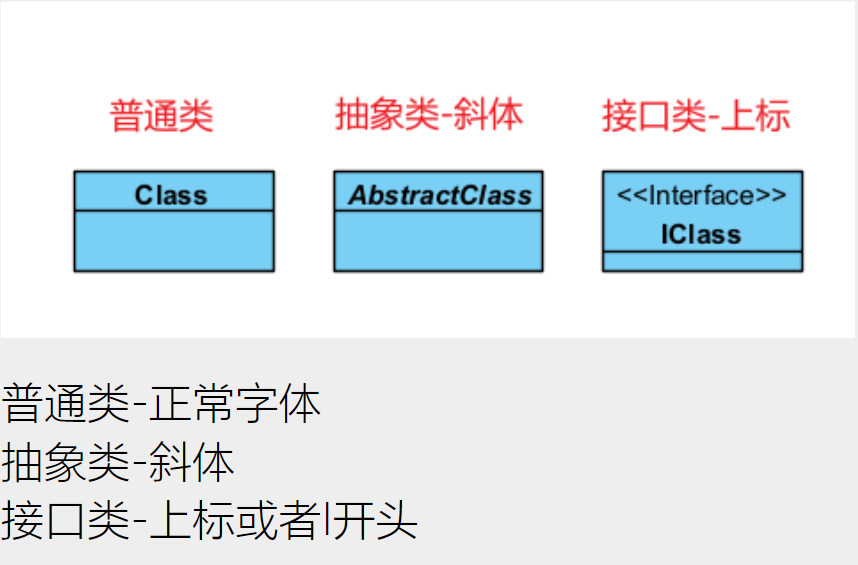 普通类 抽象类-斜体 接口类-上标
Class AbstractClass <<Interface>>
IClass
普通类-正常字体
抽象类-斜体
接口类-上标或者I开头